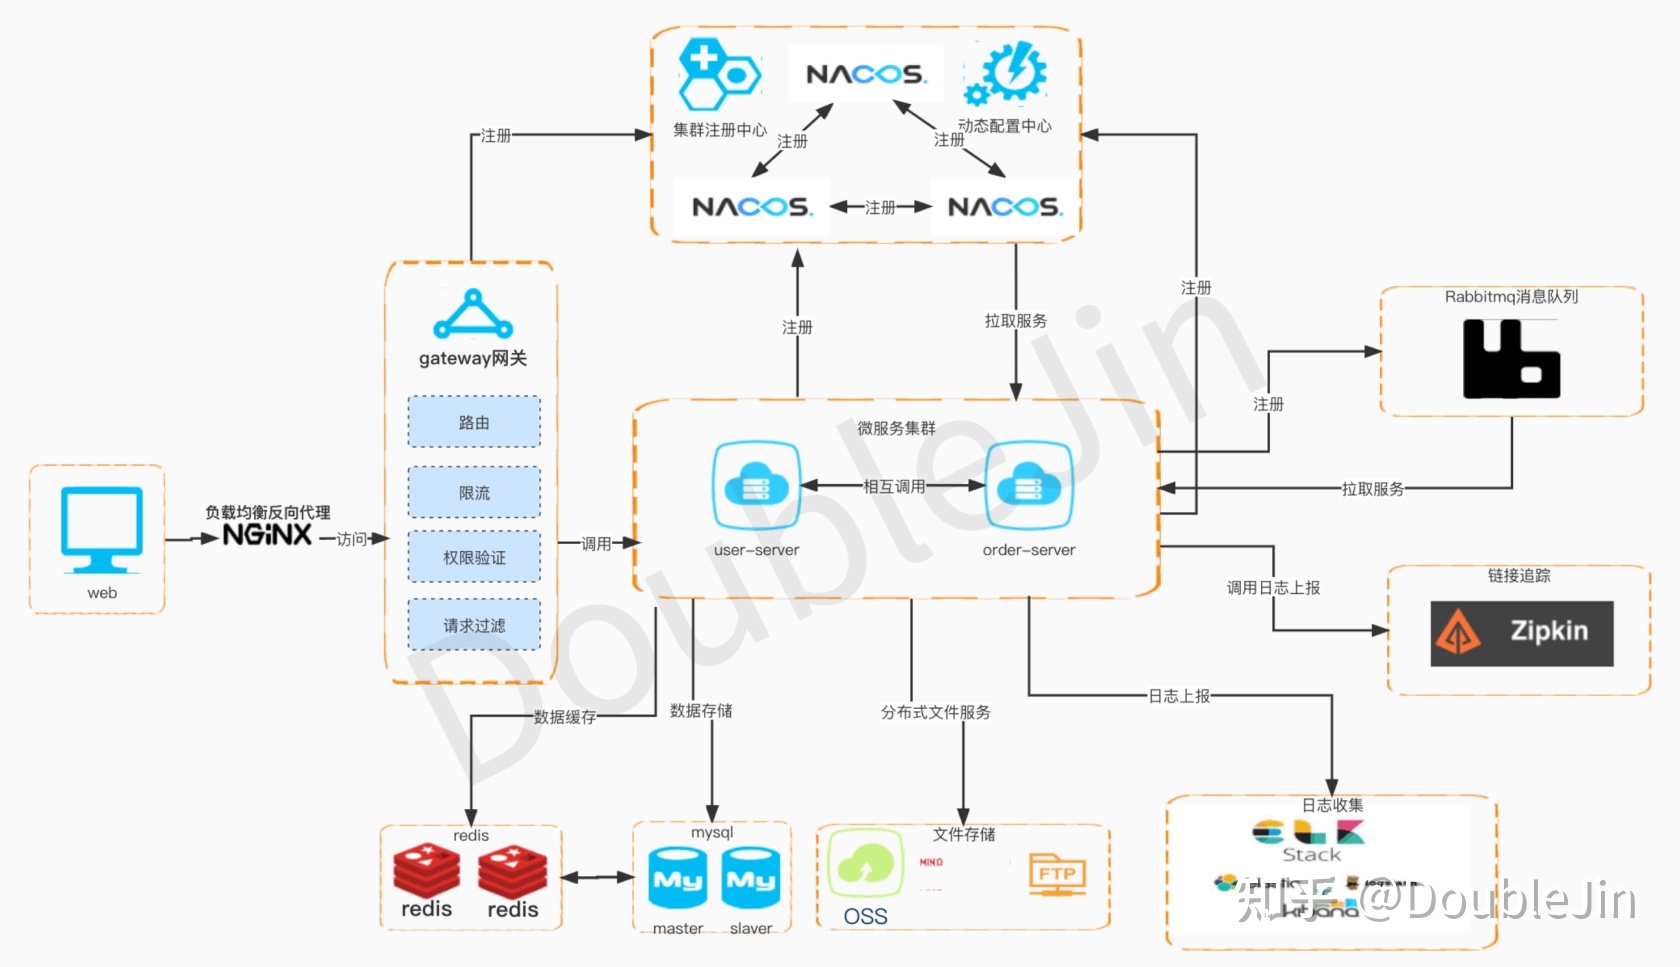 NACOS.
集群注册中心
动态配置中心
注册
注册
注册
NACOS.
注册
NACOS.
gateway网关
路由
限流
权限验证
请求过滤
注册
拉取服务
注册
Rabbitmq消息队列
注册
拉取服务
微服务集群
相互调用
user-server
order-server
web
负载均衡反向代理
NGINX
访问
调用
调用日志上报
链接追踪
Zipkin
数据缓存
数据存储
分布式文件服务
日志上报
redis
redis
redis
mysql
My
My
master
slaver
文件存储
OSS
FTP
日志收集
ELK
Stack
kibana
DoubleJin
知乎 @DoubleJin